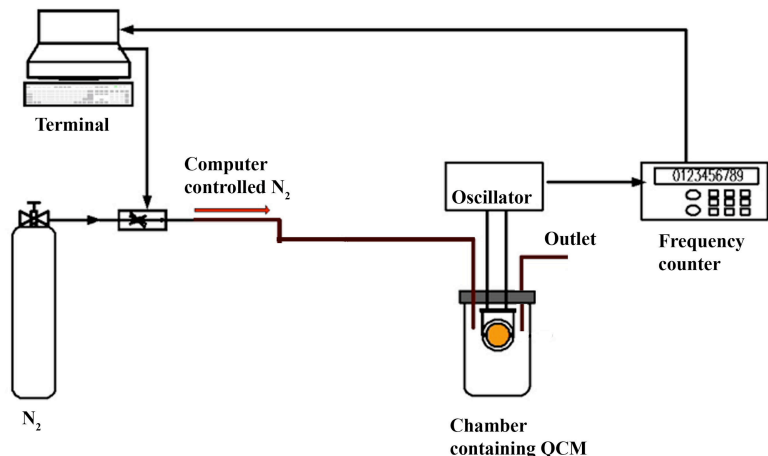 Terminal
Computer
controlled N₂
Oscillator
0123456789
Outlet
Frequency
counter
N₂
Chamber
containing QCM